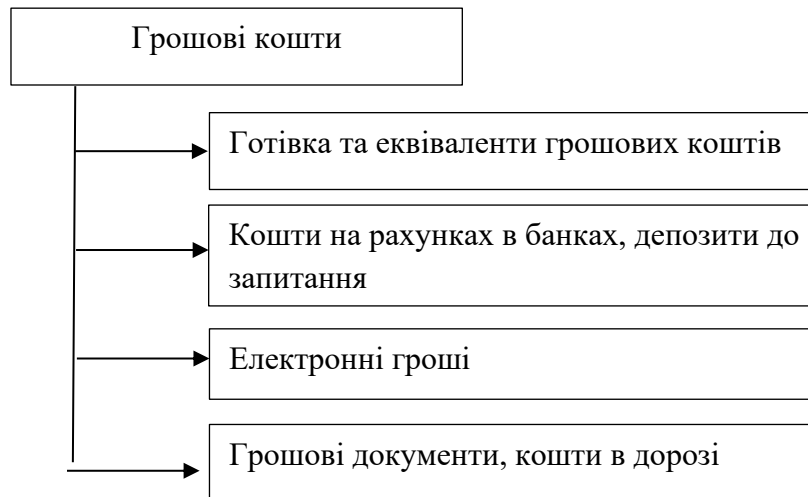 Грошові кошти
Готівка та еквіваленти грошових коштів
Кошти на рахунках в банках, депозити до
запитання
Електронні гроші
Грошові документи, кошти в дорозі